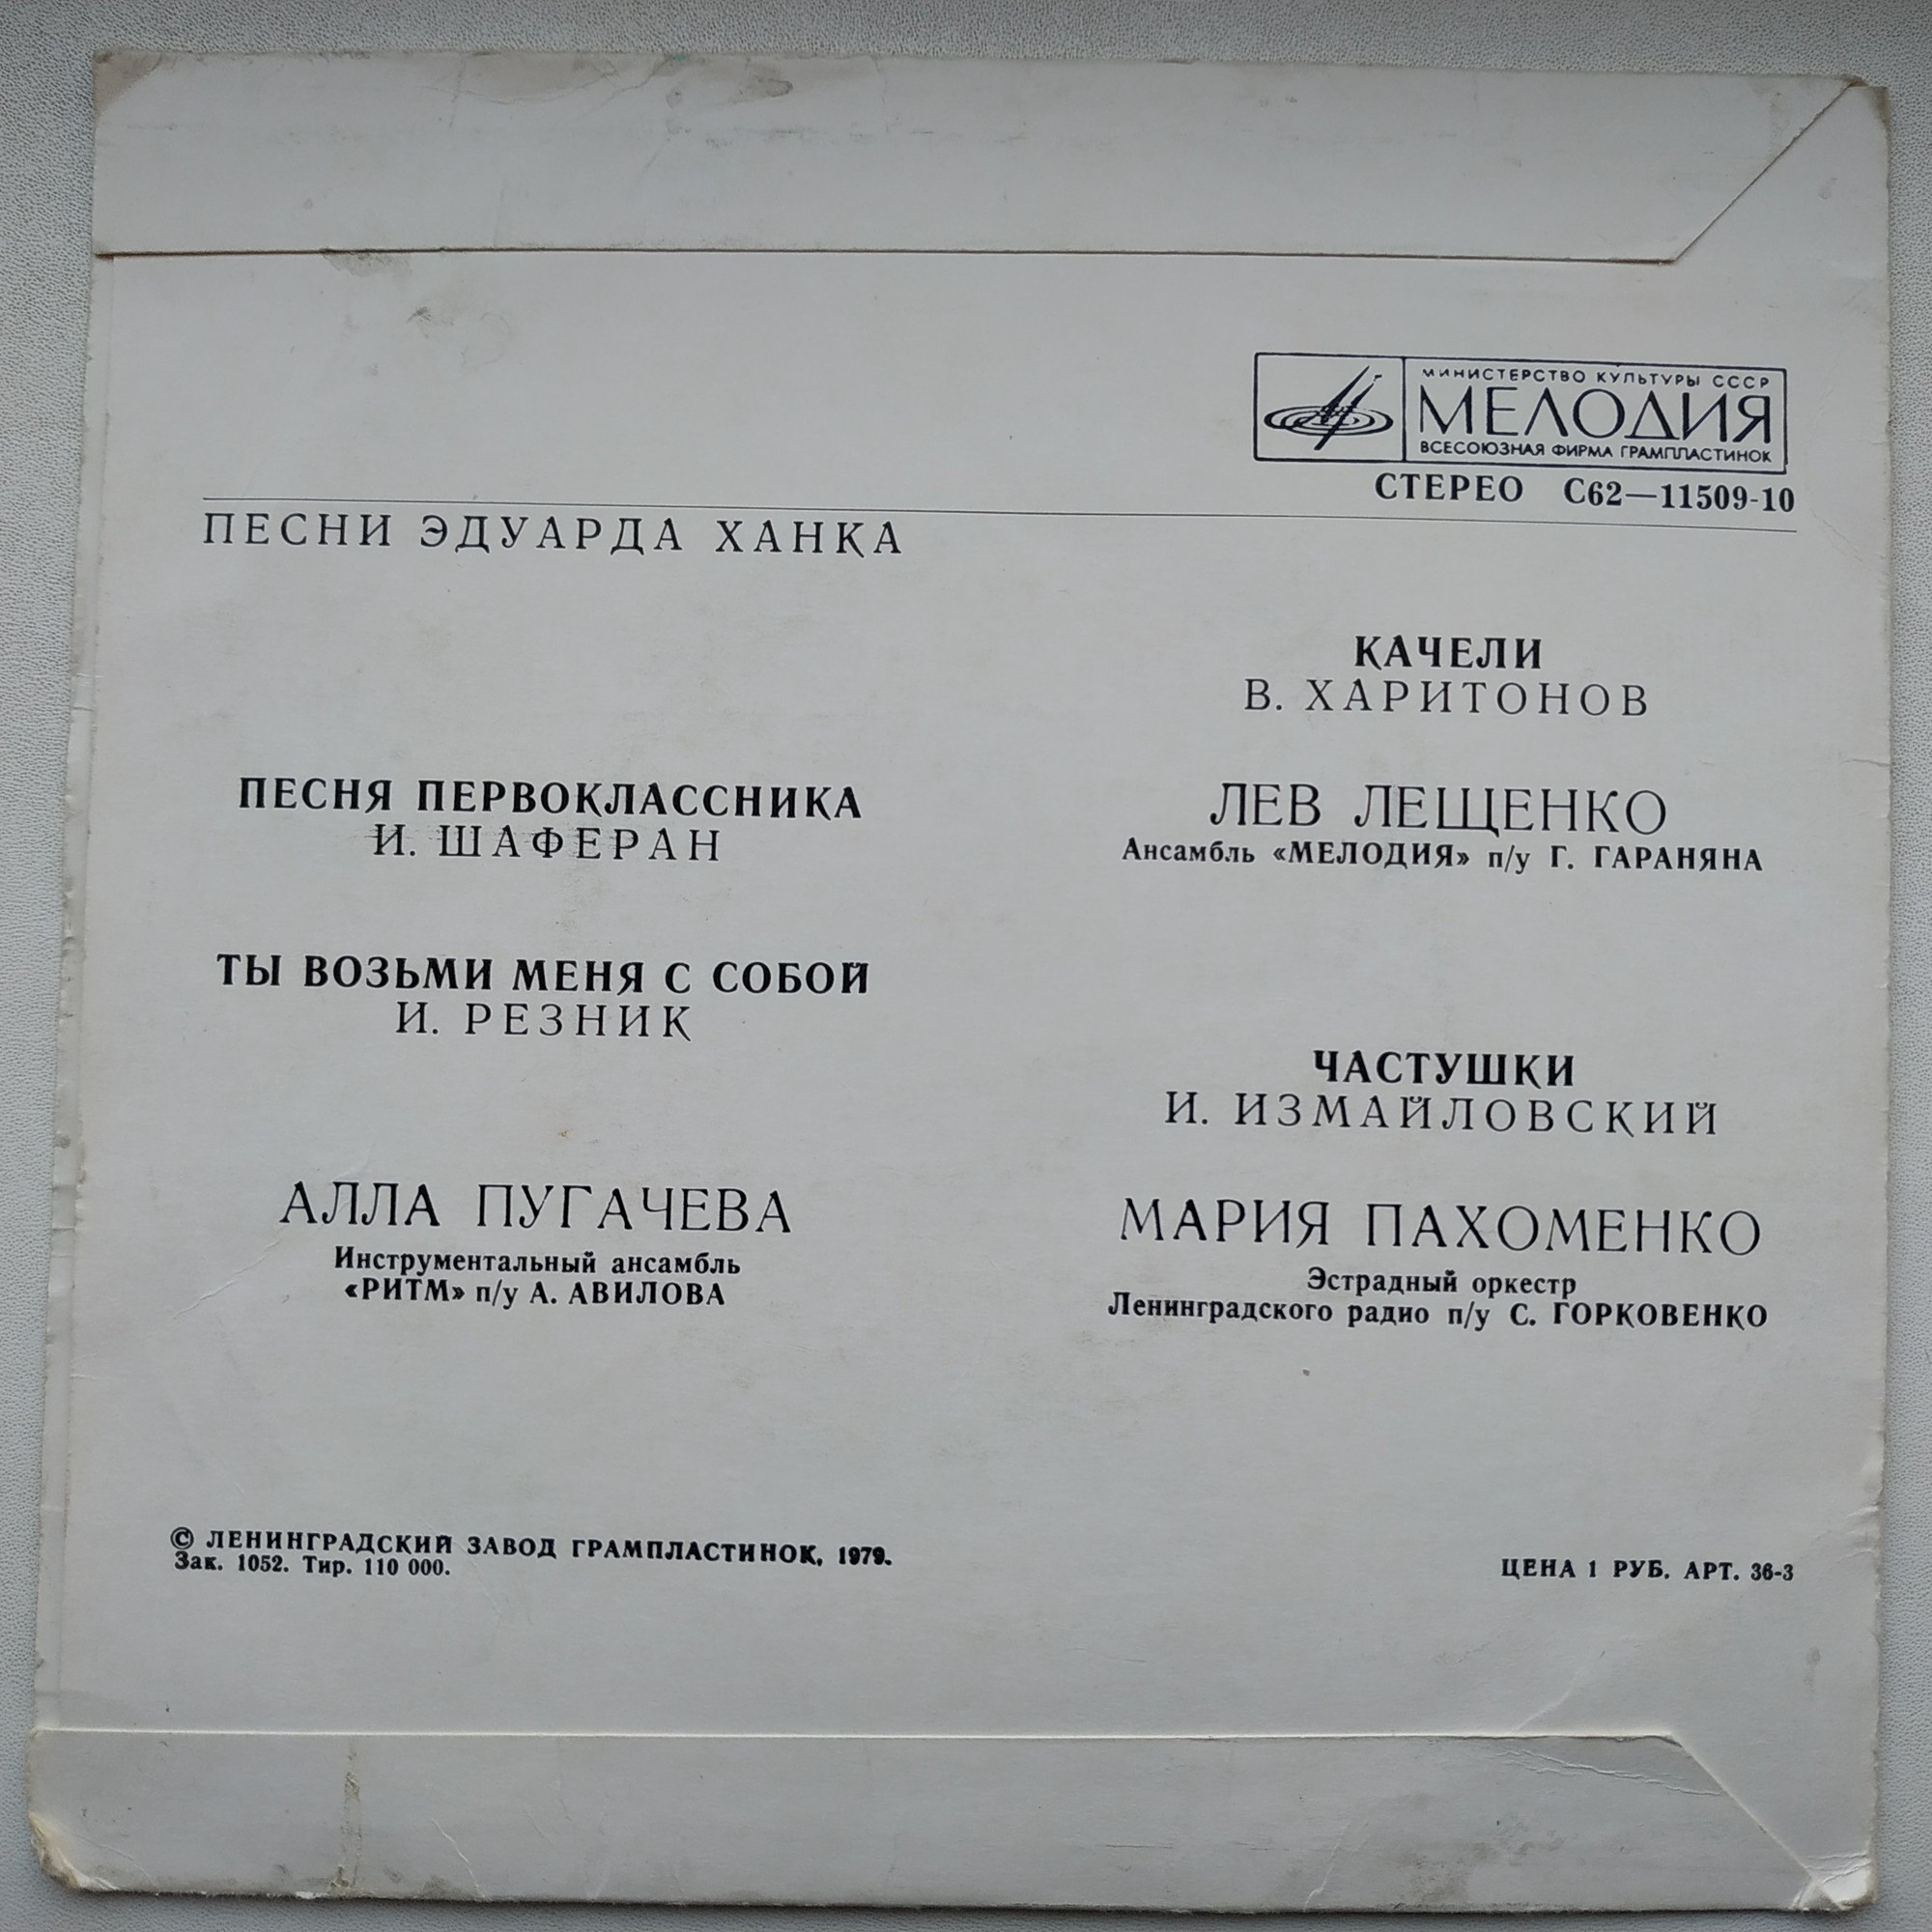 МИНИСТЕРСТВО КУЛЬТУРЫ СССР
МЕЛОДИЯ
ВСЕСОЮЗНАЯ ФИРМА ГРАМПЛАСТИНОК
СТЕРЕО С62—11509-10
ПЕСНИ ЭДУАРДА ХАНКА
ПЕСНЯ ПЕРВОКЛАССНИКА
И. ШАФЕРАН
ТЫ ВОЗЬМИ МЕНЯ С СОБОЙ
И. РЕЗНИК
АЛЛА ПУГАЧЕВА
Инструментальный ансамбль
«РИТМ» п/у А. АВИЛОВА
КАЧЕЛИ
В. ХАРИТОНОВ
ЛЕВ ЛЕЩЕНКО
Ансамбль «МЕЛОДИЯ» п/у Г. ГАРАНЯНА
ЧАСТУШКИ
И. ИЗМАЙЛОВСКИЙ
МАРИЯ ПАХОМЕНКО
Эстрадный оркестр
Ленинградского радио п/у С. ГОРКОВЕНКО
© ЛЕНИНГРАДСКИЙ ЗАВОД ГРАМПЛАСТИНОК, 1979.
Зак. 1052. Тир. 110 000.
ЦЕНА 1 РУБ. АРТ. 36-3